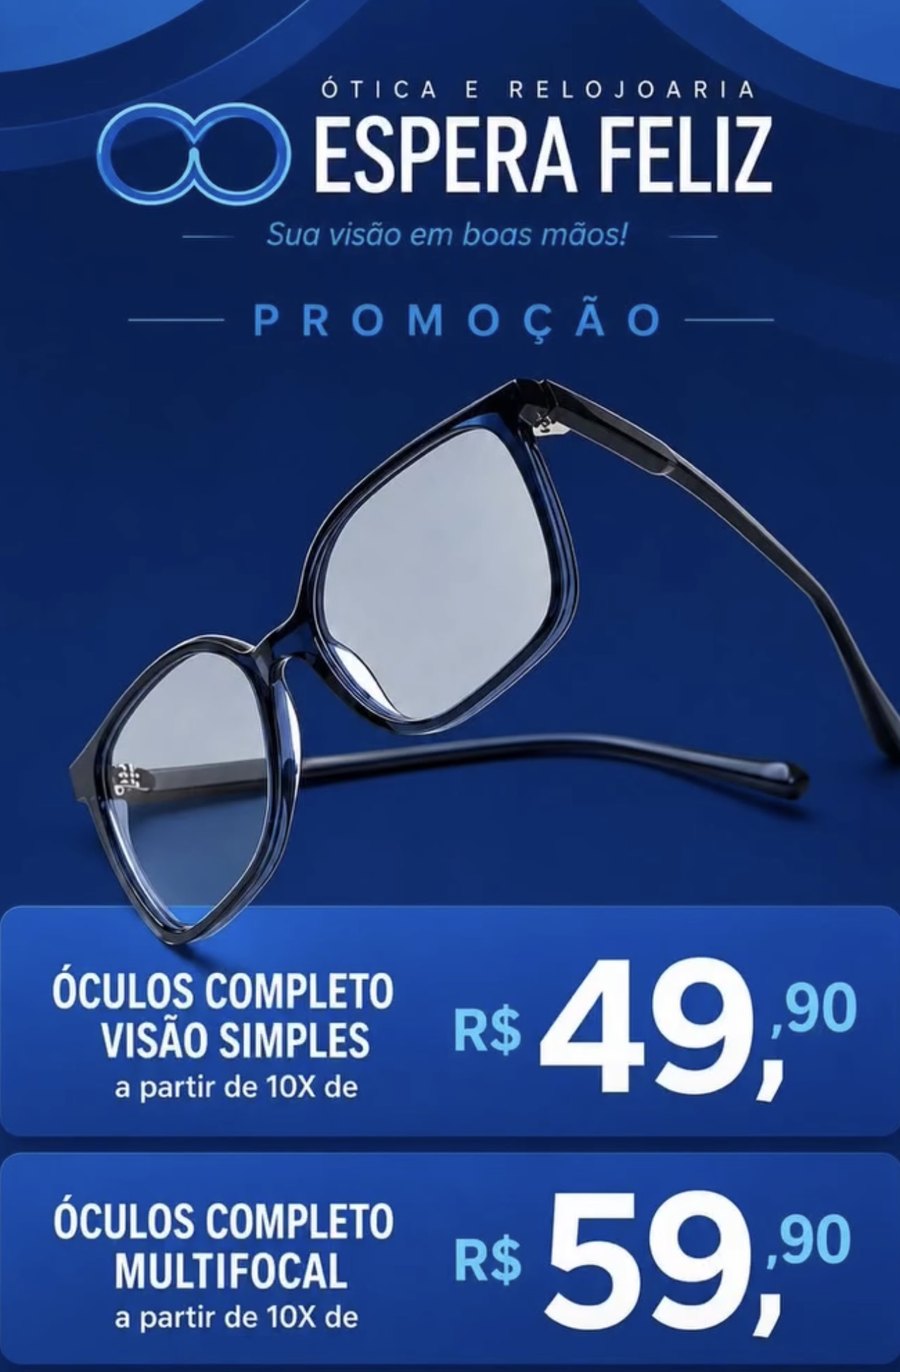 ÓTICA E RELOJOARIA
ESPERA FELIZ
Sua visão em boas mãos!
PROMOÇÃO
ÓCULOS COMPLETO
VISÃO SIMPLES
a partir de 10X de
R$ 49,,90
ÓCULOS COMPLETO
MULTIFOCAL
a partir de 10X de
R$ 59,,90